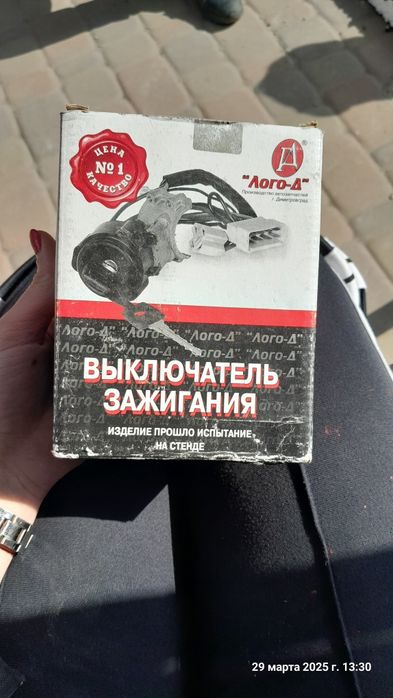 ЦЕНА
№1
КАЧЕСТВО
"Лого-Д"
Производство автозапчастей
г. Димитровград
"Лого-Д" "Лого-Д" "Лого-Д" "Лого-Д"
ВЫКЛЮЧАТЕЛЬ
ЗАЖИГАНИЯ
ИЗДЕЛИЕ ПРОШЛО ИСПЫТАНИЕ
НА СТЕНДЕ
29 марта 2025 г. 13:30